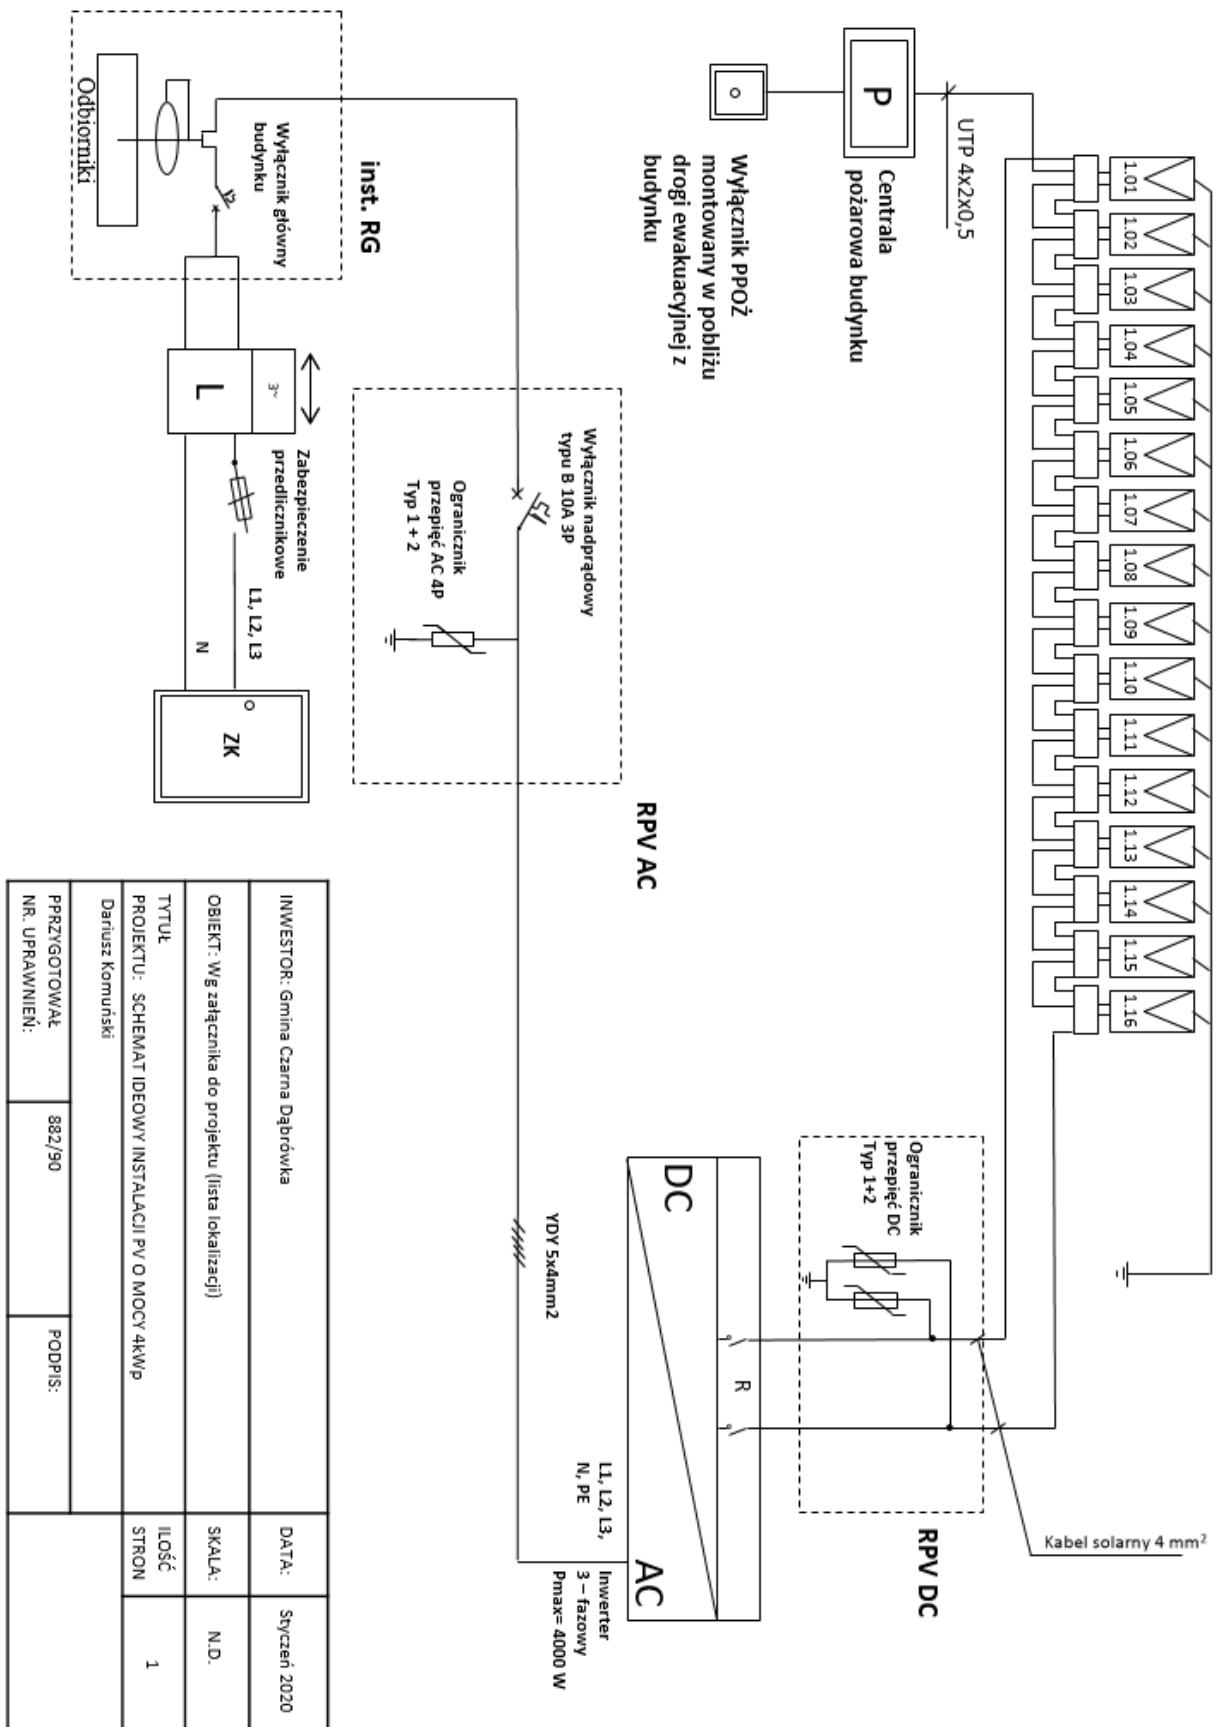 1.01
1.02
1.03
1.04
1.05
1.06
1.07
1.08
1.09
1.10
1.11
1.12
1.13
1.14
1.15
1.16
UTP 4x2x0,5
P
Centrala
pożarowa budynku
Wyłącznik PPOŻ
montowany w pobliżu
drogi ewakuacyjnej z
budynku
Kabel solarny 4 mm²
RPV DC
Ogranicznik
przepięć DC
Typ 1+2
R
DC
AC
Inwerter
3 – fazowy
Pmax= 4000 W
L1, L2, L3,
N, PE
YDY 5x4mm2
RPV AC
Wyłącznik nadprądowy
typu B 10A 3P
Ogranicznik
przepięć AC 4P
Typ 1 + 2
inst. RG
Wyłącznik główny
budynku
Odbiorniki
3~
L
Zabezpieczenie
przedlicznikowe
L1, L2, L3
N
ZK
INWESTOR: Gmina Czarna Dąbrówka
DATA:
Styczeń 2020
OBIEKT: Wg załącznika do projektu (lista lokalizacji)
SKALA:
N.D.
TYTUŁ
PROJEKTU: SCHEMAT IDEOWY INSTALACJI PV O MOCY 4kWp
ILOŚĆ
STRON
1
Dariusz Komuński
PPRZYGOTOWAŁ
NR. UPRAWNIEŃ:
882/90
PODPIS: